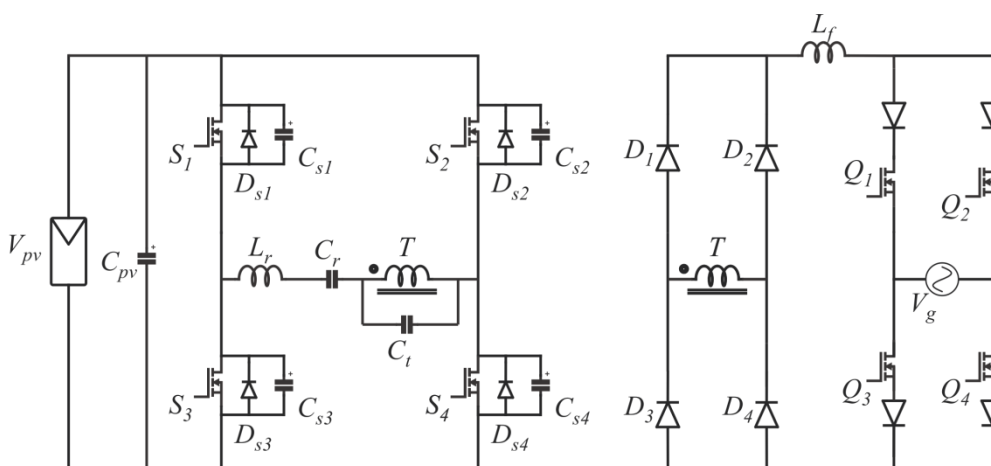 L_f
S_1
C_s1
D_s1
S_2
C_s2
D_s2
D_1
D_2
Q_1
Q_2
V_pv
C_pv
L_r
C_r
T
C_t
T
V_g
S_3
C_s3
D_s3
S_4
C_s4
D_s4
D_3
D_4
Q_3
Q_4